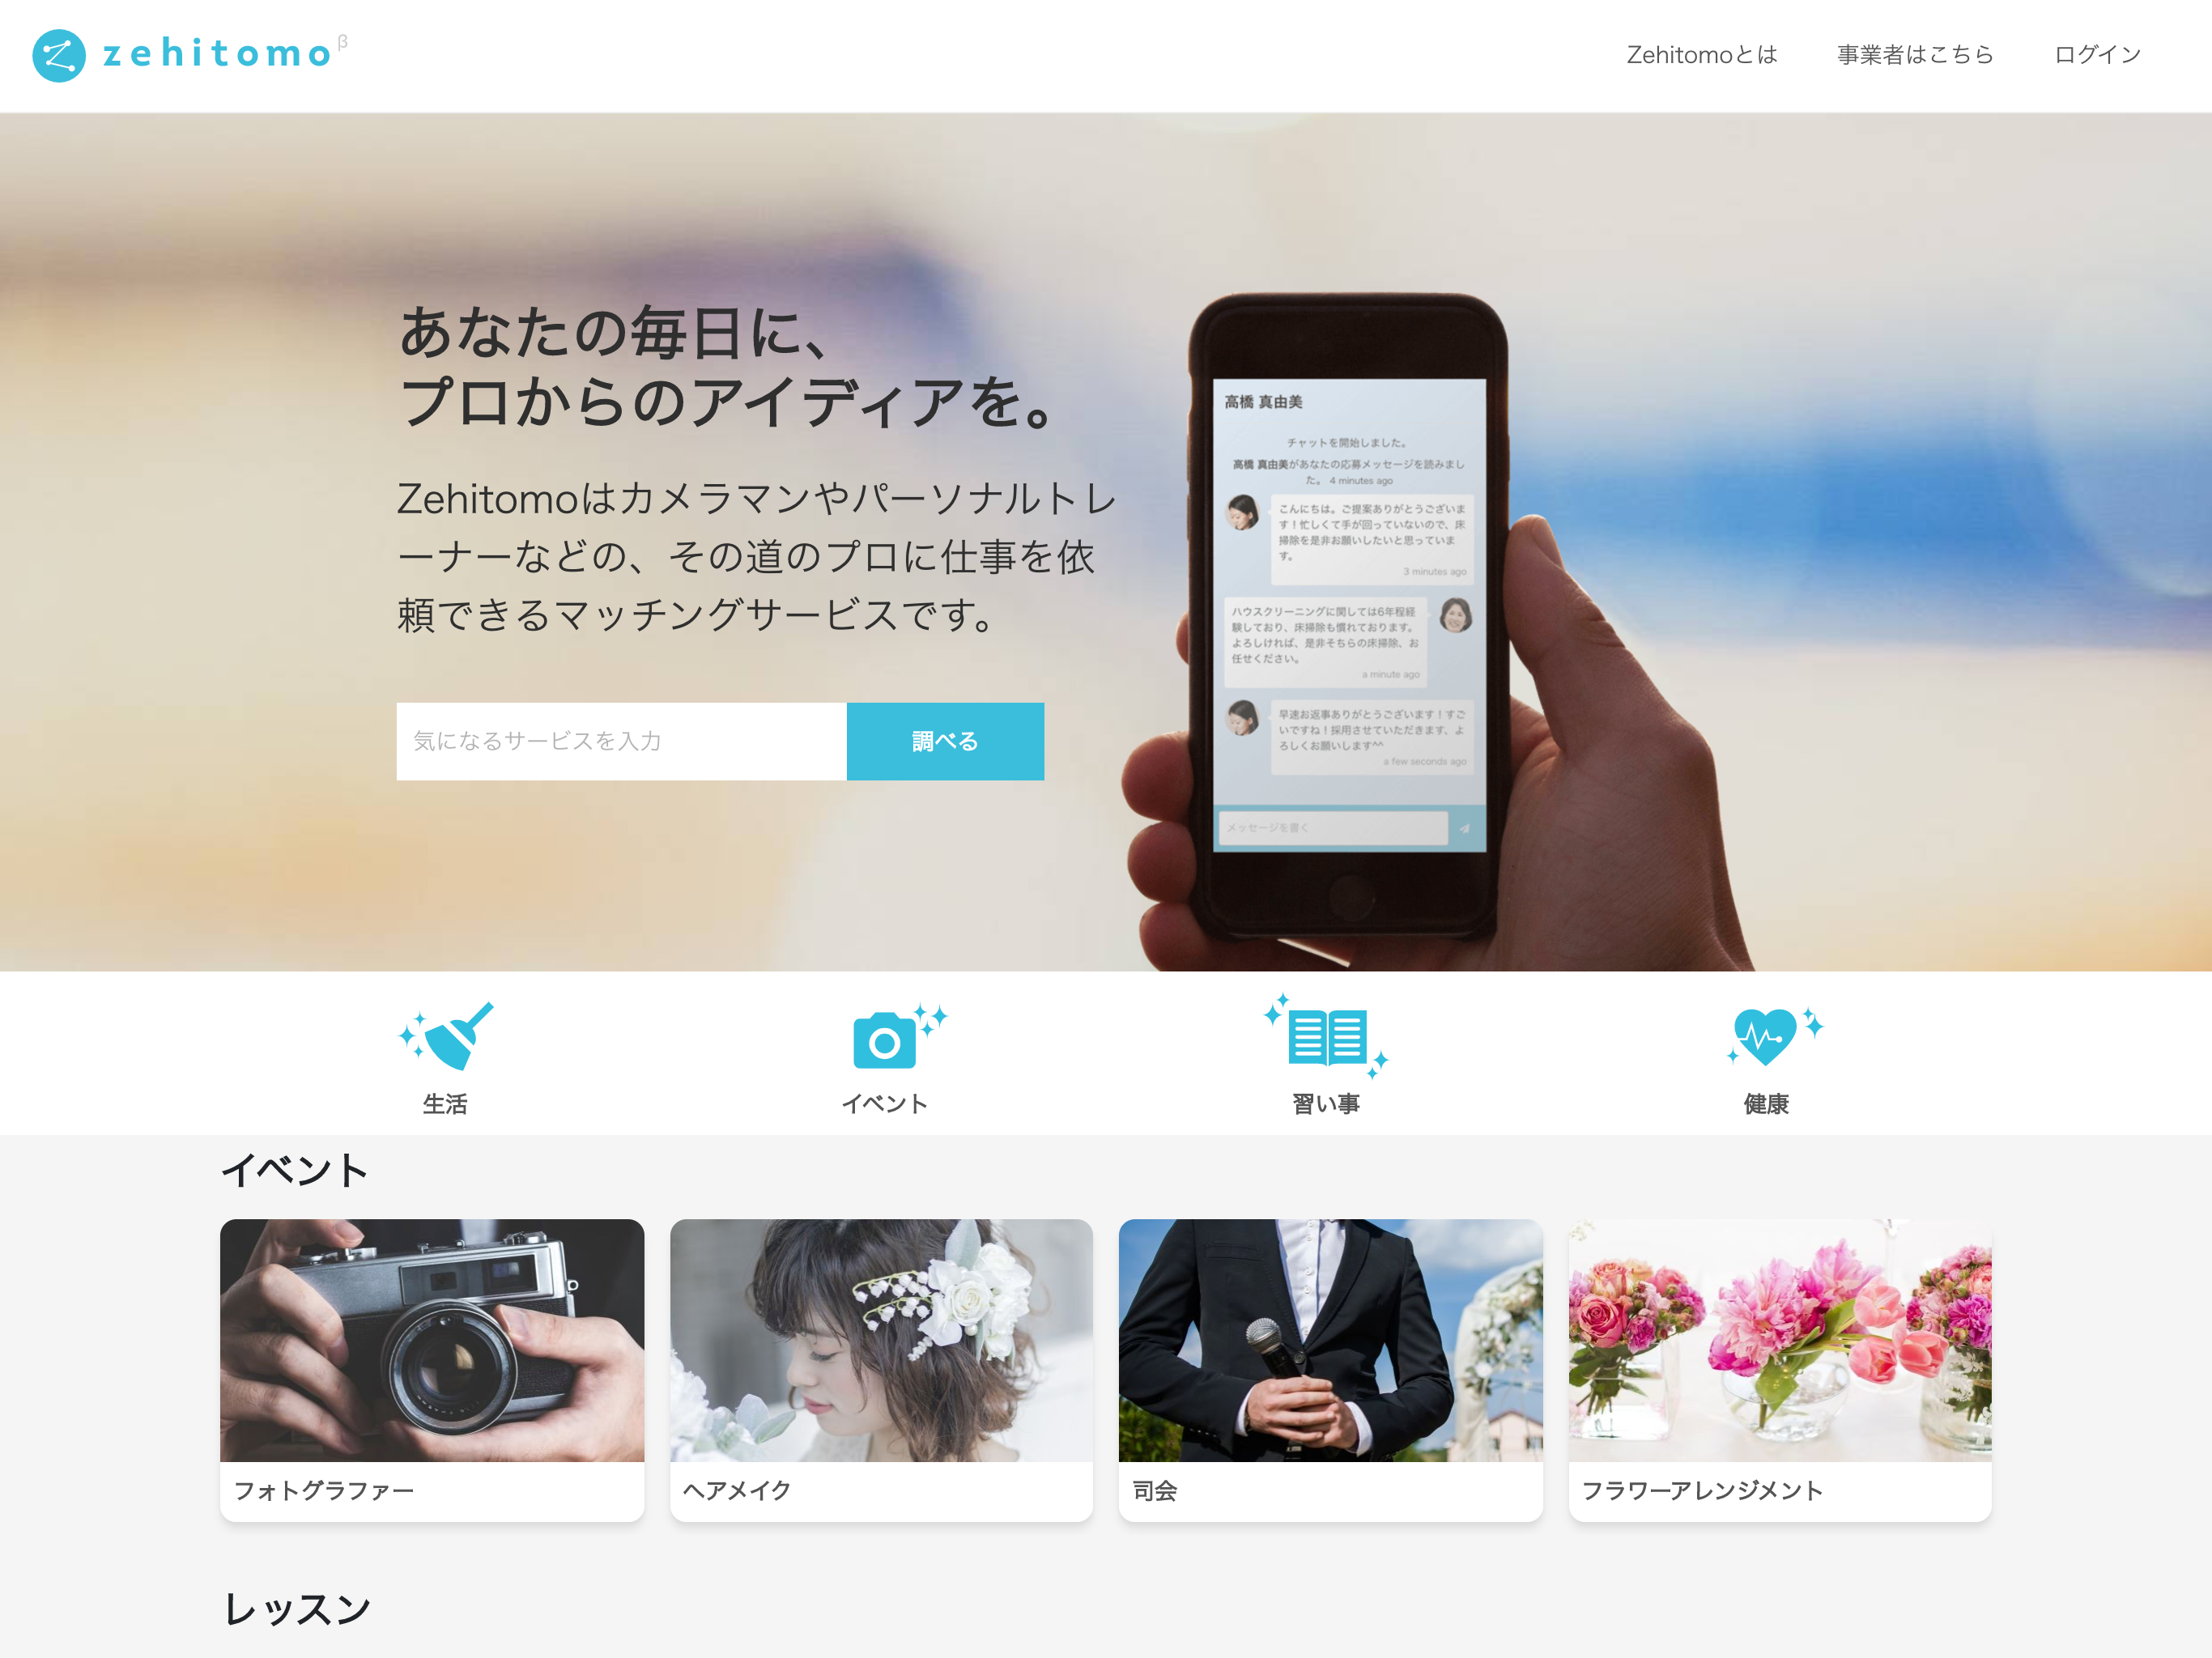 zehitomo β
Zehitomoとは
事業者はこちら
ログイン
あなたの毎日に、
プロからのアイディアを。
Zehitomoはカメラマンやパーソナルトレ
ーナーなどの、その道のプロに仕事を依
頼できるマッチングサービスです。
気になるサービスを入力
調べる
高橋 真由美
チャットを開始しました。
高橋 真由美があなたの応募メッセージを読みまし
た。 4 minutes ago
こんにちは。ご提案ありがとうございま
す！忙しくて手が回っていないので、床
掃除を是非お願いしたいと思っていま
す。
3 minutes ago
ハウスクリーニングに関しては6年程経
験しており、床掃除も慣れております。
よろしければ、是非そちらの床掃除、お
任せください。
a minute ago
早速お返事ありがとうございます！すご
いですね！採用させていただきます、よ
ろしくお願いします^^
a few seconds ago
メッセージを書く
生活
イベント
習い事
健康
イベント
フォトグラファー
ヘアメイク
司会
フラワーアレンジメント
レッスン